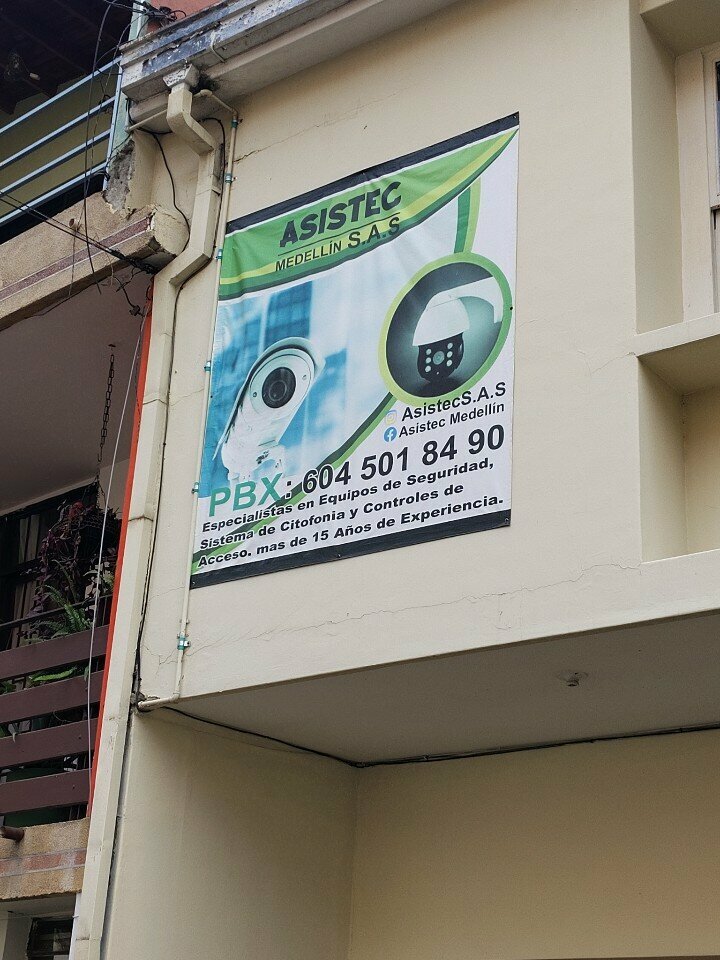 ASISTEC
MEDELLÍN S.A.S
AsistecS.A.S
Asistec Medellín
PBX: 604 501 84 90
Especialistas en Equipos de Seguridad,
Sistema de Citofonia y Controles de
Acceso. mas de 15 Años de Experiencia.